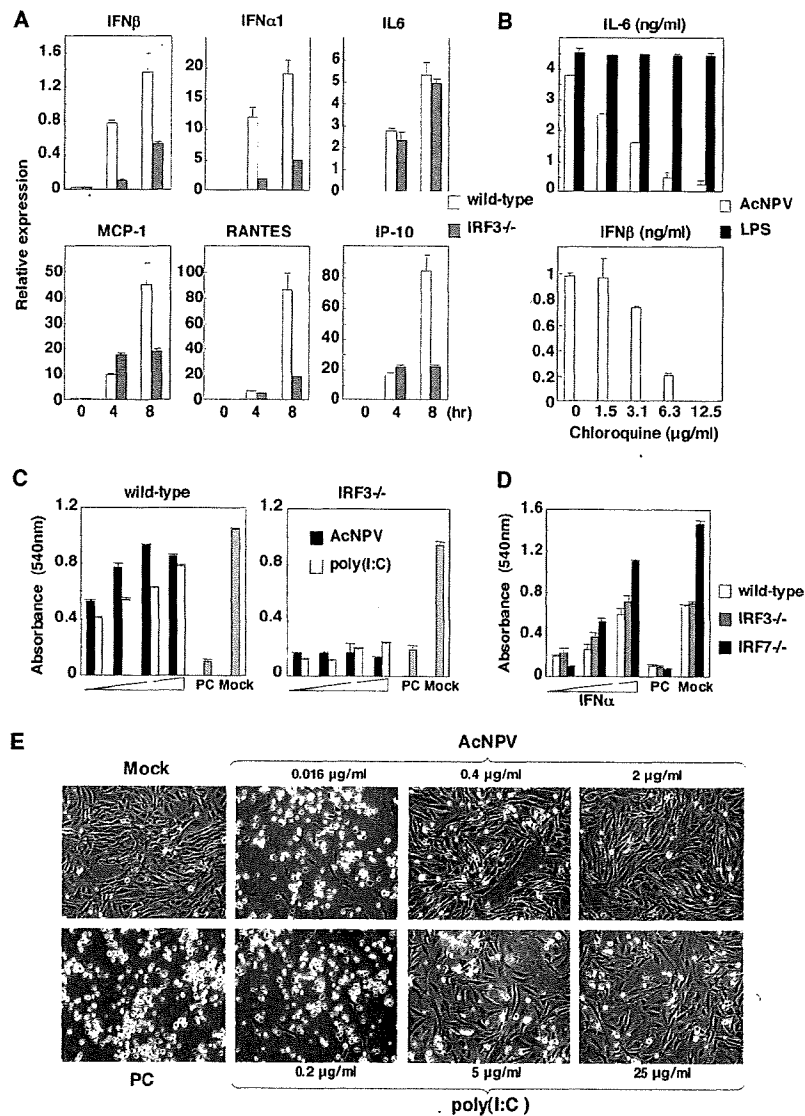 A
IFNβ
IFNα1
IL6
1.6
1.2
0.8
0.4
0
20
15
10
5
0
6
5
4
3
2
1
0
wild-type
IRF3-/-
Relative expression
MCP-1
RANTES
IP-10
50
40
30
20
10
0
100
80
60
40
20
0
80
60
40
20
0
0 4 8
0 4 8
0 4 8 (hr)
B
IL-6 (ng/ml)
4
3
2
1
0
AcNPV
LPS
IFNβ (ng/ml)
1
0.8
0.6
0.4
0.2
0
0 1.5 3.1 6.3 12.5
Chloroquine (µg/ml)
C
wild-type
IRF3-/-
Absorbance (540nm)
1.2
0.8
0.4
0
1.2
0.8
0.4
0
AcNPV
poly(I:C)
PC Mock
PC Mock
D
Absorbance (540nm)
1.6
1.2
0.8
0.4
0
wild-type
IRF3-/-
IRF7-/-
IFNα
PC Mock
E
AcNPV
Mock
0.016 µg/ml
0.4 µg/ml
2 µg/ml
PC
0.2 µg/ml
5 µg/ml
25 µg/ml
poly(I:C)